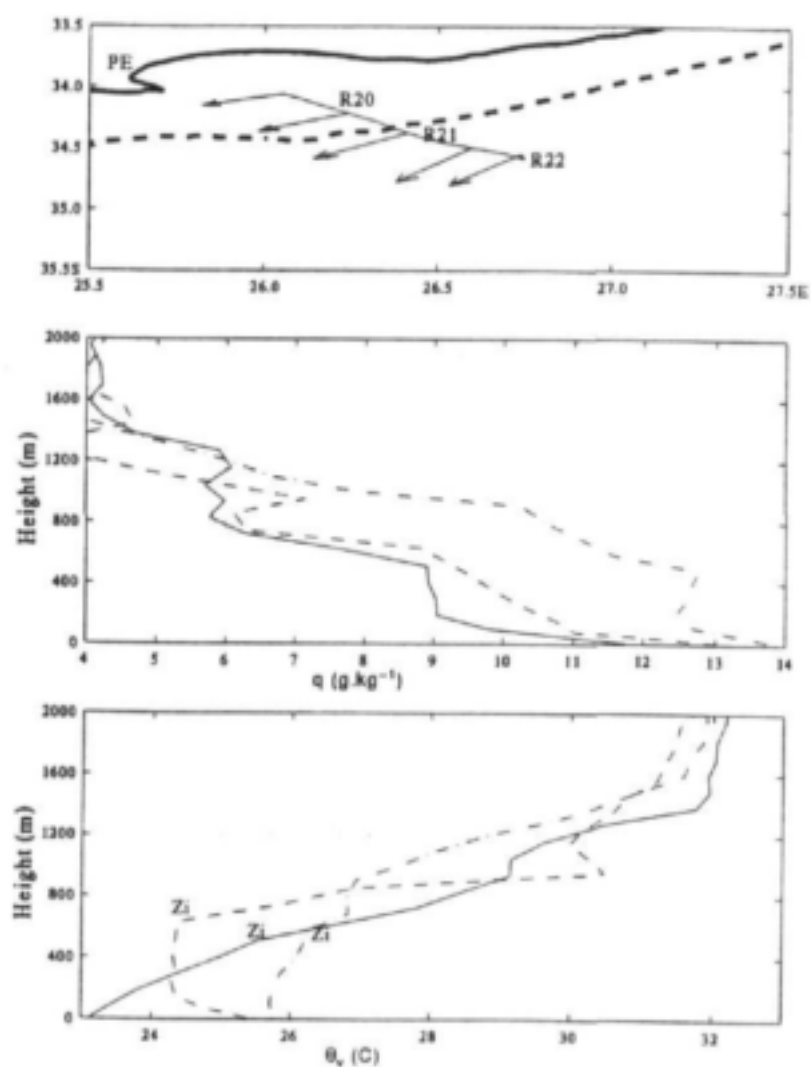 33.5
PE
34.0
R20
R21
34.5
R22
35.0
35.5S
25.5 26.0 26.5 27.0 27.5E
2000
1600
1200
800
400
0
Height (m)
4 5 6 7 8 9 10 11 12 13 14
q (g.kg⁻¹)
2000
1600
1200
800
400
0
Height (m)
Zi
Zi Zi
24 26 28 30 32
θv (C)